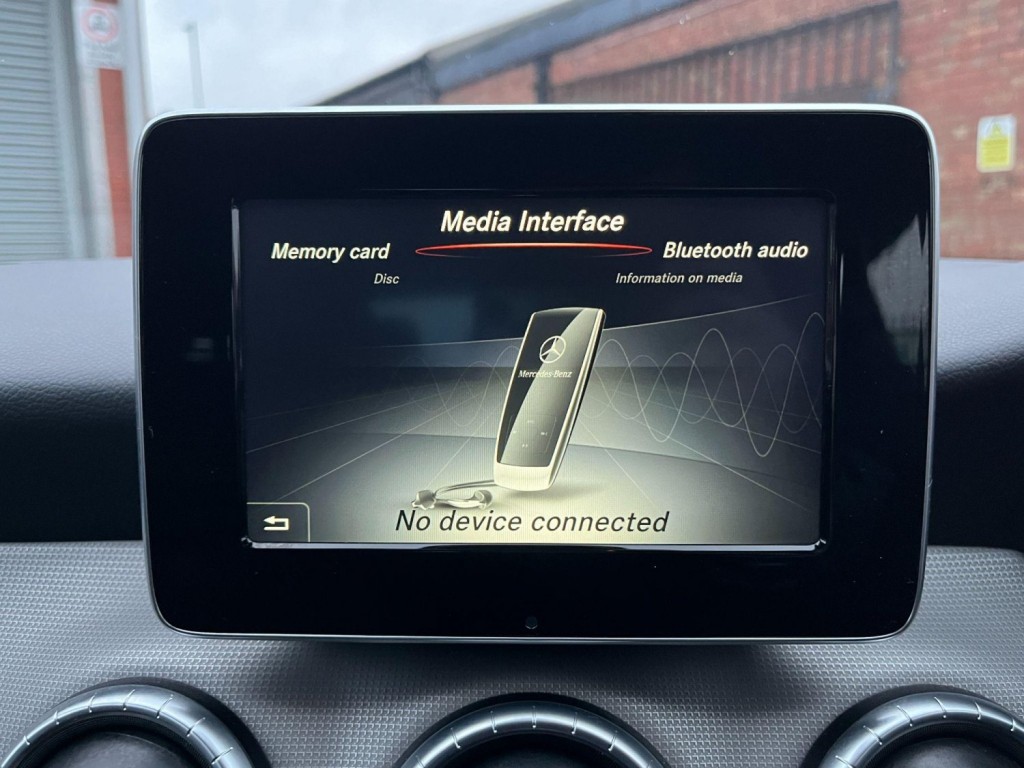 Media Interface
Memory card
Bluetooth audio
Disc
Information on media
Mercedes-Benz
No device connected